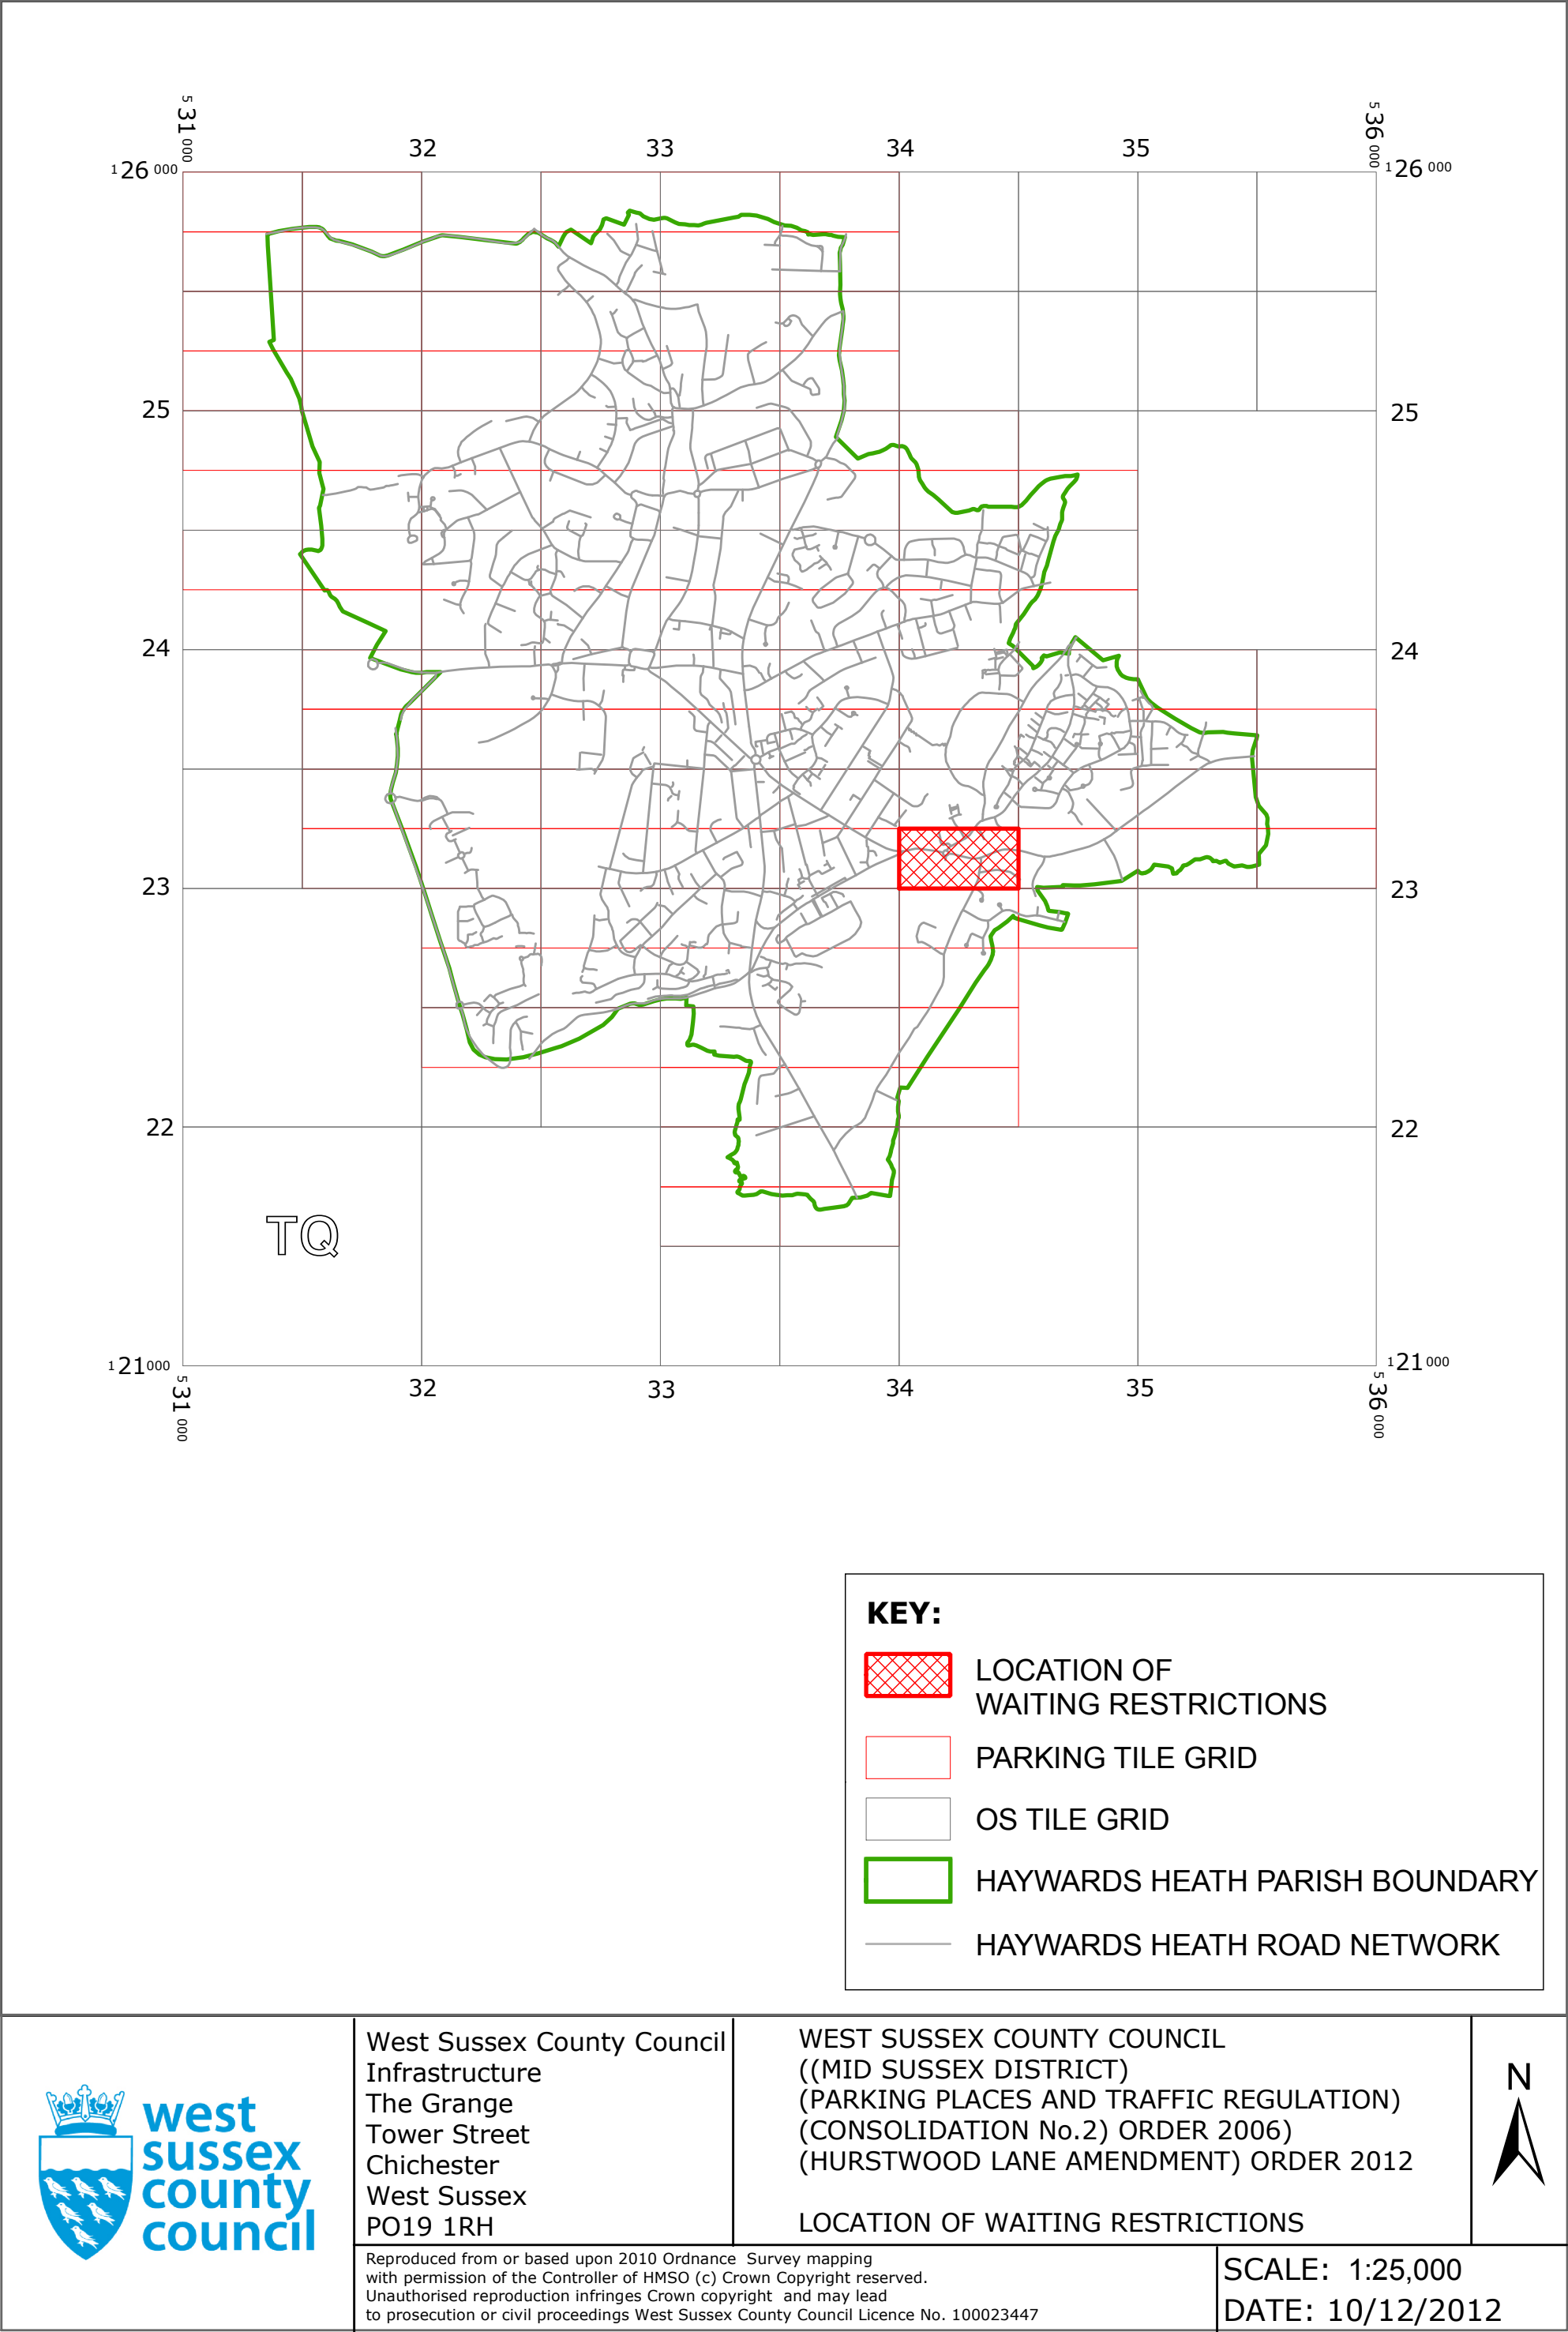 5 31 000
32
33
34
35
5 36 000
1 26 000
1 26 000
25
25
24
24
23
23
22
22
TQ
1 21 000
1 21 000
5 31 000
32
33
34
35
5 36 000
KEY:
LOCATION OF
WAITING RESTRICTIONS
PARKING TILE GRID
OS TILE GRID
HAYWARDS HEATH PARISH BOUNDARY
HAYWARDS HEATH ROAD NETWORK
west
sussex
county
council
West Sussex County Council
Infrastructure
The Grange
Tower Street
Chichester
West Sussex
PO19 1RH
WEST SUSSEX COUNTY COUNCIL
((MID SUSSEX DISTRICT)
(PARKING PLACES AND TRAFFIC REGULATION)
(CONSOLIDATION No.2) ORDER 2006)
(HURSTWOOD LANE AMENDMENT) ORDER 2012
LOCATION OF WAITING RESTRICTIONS
N
Reproduced from or based upon 2010 Ordnance Survey mapping
with permission of the Controller of HMSO (c) Crown Copyright reserved.
Unauthorised reproduction infringes Crown copyright and may lead
to prosecution or civil proceedings West Sussex County Council Licence No. 100023447
SCALE: 1:25,000
DATE: 10/12/2012